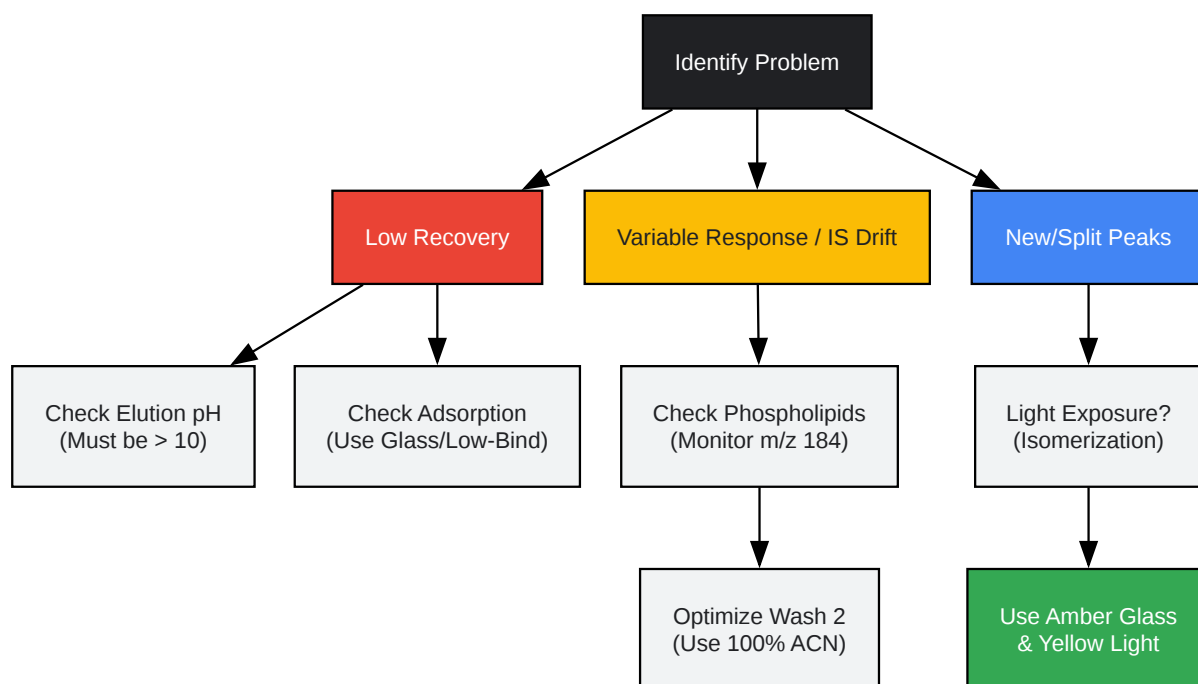 Identify Problem
Low Recovery
Variable Response / IS Drift
New/Split Peaks
Check Elution pH
(Must be > 10)
Check Adsorption
(Use Glass/Low-Bind)
Check Phospholipids
(Monitor m/z 184)
Light Exposure?
(Isomerization)
Optimize Wash 2
(Use 100% ACN)
Use Amber Glass
& Yellow Light